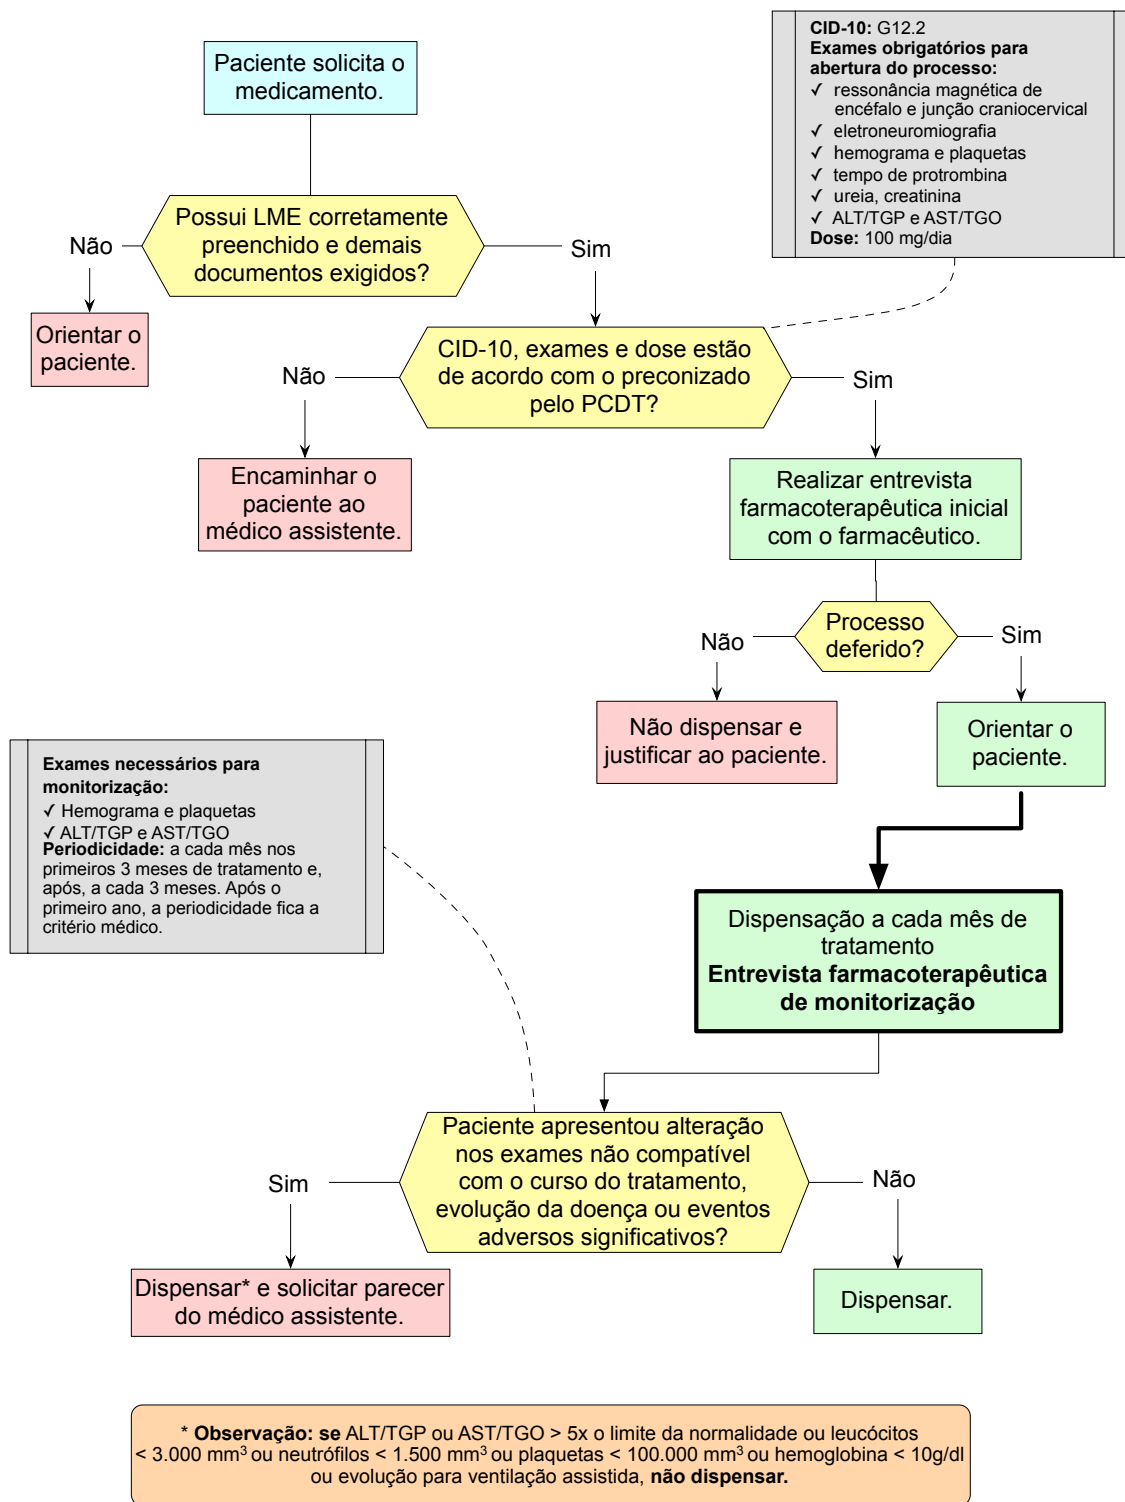 Paciente solicita o
medicamento.
CID-10: G12.2
Exames obrigatórios para
abertura do processo:
✓ ressonância magnética de
encéfalo e junção craniocervical
✓ eletroneuromiografia
✓ hemograma e plaquetas
✓ tempo de protrombina
✓ ureia, creatinina
✓ ALT/TGP e AST/TGO
Dose: 100 mg/dia
Possui LME corretamente
preenchido e demais
documentos exigidos?
Não
Sim
Orientar o
paciente.
CID-10, exames e dose estão
de acordo com o preconizado
pelo PCDT?
Não
Sim
Encaminhar o
paciente ao
médico assistente.
Realizar entrevista
farmacoterapêutica inicial
com o farmacêutico.
Processo
deferido?
Não
Sim
Não dispensar e
justificar ao paciente.
Orientar o
paciente.
Exames necessários para
monitorização:
✓ Hemograma e plaquetas
✓ ALT/TGP e AST/TGO
Periodicidade: a cada mês nos
primeiros 3 meses de tratamento e,
após, a cada 3 meses. Após o
primeiro ano, a periodicidade fica a
critério médico.
Dispensação a cada mês de
tratamento
Entrevista farmacoterapêutica
de monitorização
Paciente apresentou alteração
nos exames não compatível
com o curso do tratamento,
evolução da doença ou eventos
adversos significativos?
Sim
Não
Dispensar* e solicitar parecer
do médico assistente.
Dispensar.
* Observação: se ALT/TGP ou AST/TGO > 5x o limite da normalidade ou leucócitos
< 3.000 mm³ ou neutrófilos < 1.500 mm³ ou plaquetas < 100.000 mm³ ou hemoglobina < 10g/dl
ou evolução para ventilação assistida, não dispensar.